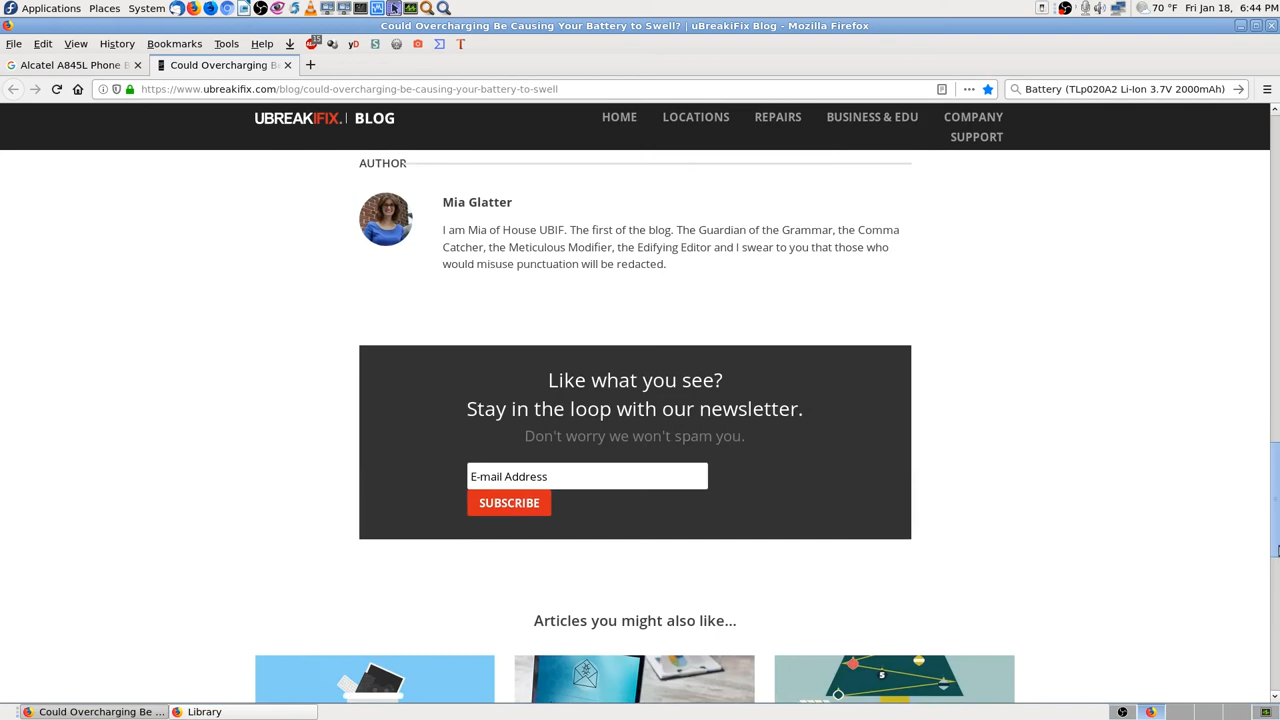 Applications Places System 70 °F Fri Jan 18, 6:44 PM
Could Overcharging Be Causing Your Battery to Swell? | uBreakiFix Blog - Mozilla Firefox
File Edit View History Bookmarks Tools Help
Alcatel A845L Phone B Could Overcharging B
https://www.ubreakifix.com/blog/could-overcharging-be-causing-your-battery-to-swell Battery (TLp020A2 Li-Ion 3.7V 2000mAh)
UBREAKIFIX. | BLOG HOME LOCATIONS REPAIRS BUSINESS & EDU COMPANY
SUPPORT
AUTHOR
Mia Glatter
I am Mia of House UBIF. The first of the blog. The Guardian of the Grammar, the Comma
Catcher, the Meticulous Modifier, the Edifying Editor and I swear to you that those who
would misuse punctuation will be redacted.
Like what you see?
Stay in the loop with our newsletter.
Don't worry we won't spam you.
E-mail Address
SUBSCRIBE
Articles you might also like...
Could Overcharging Be ... Library